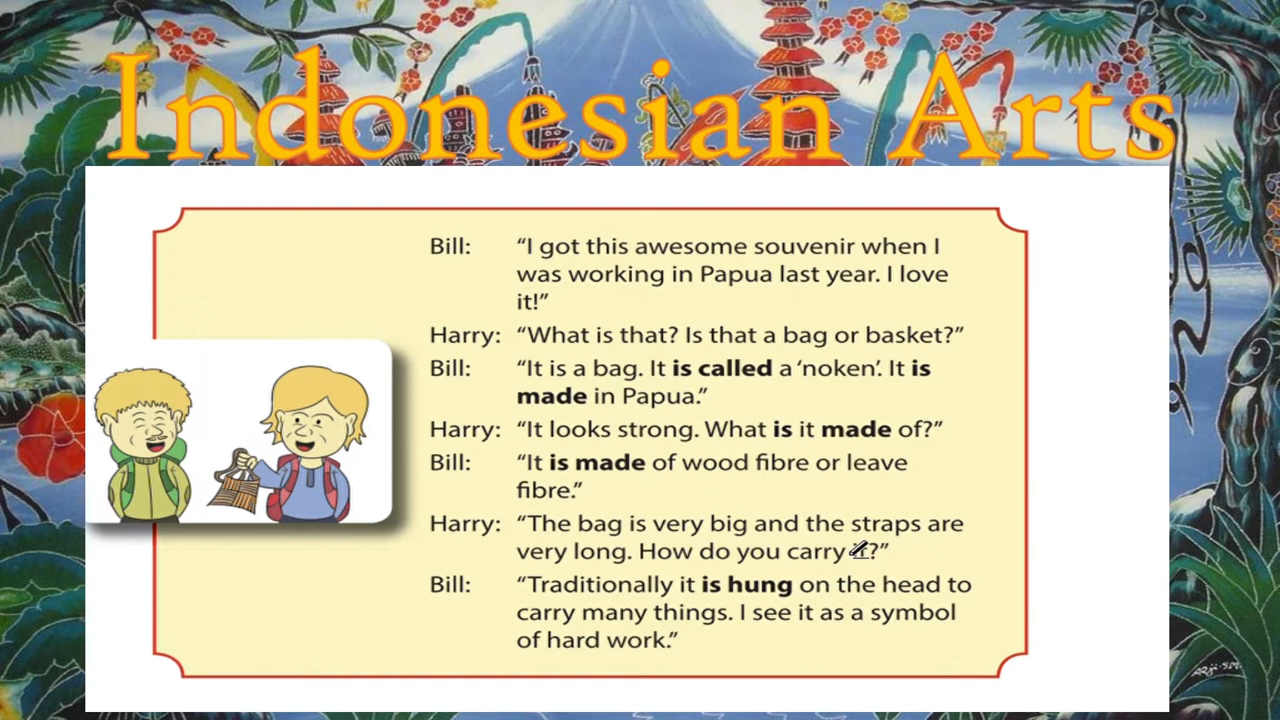 Indonesian Arts
Bill: “I got this awesome souvenir when I
was working in Papua last year. I love
it!”
Harry: “What is that? Is that a bag or basket?”
Bill: “It is a bag. It is called a ‘noken’. It is
made in Papua.”
Harry: “It looks strong. What is it made of?”
Bill: “It is made of wood fibre or leave
fibre.”
Harry: “The bag is very big and the straps are
very long. How do you carry it?”
Bill: “Traditionally it is hung on the head to
carry many things. I see it as a symbol
of hard work.”